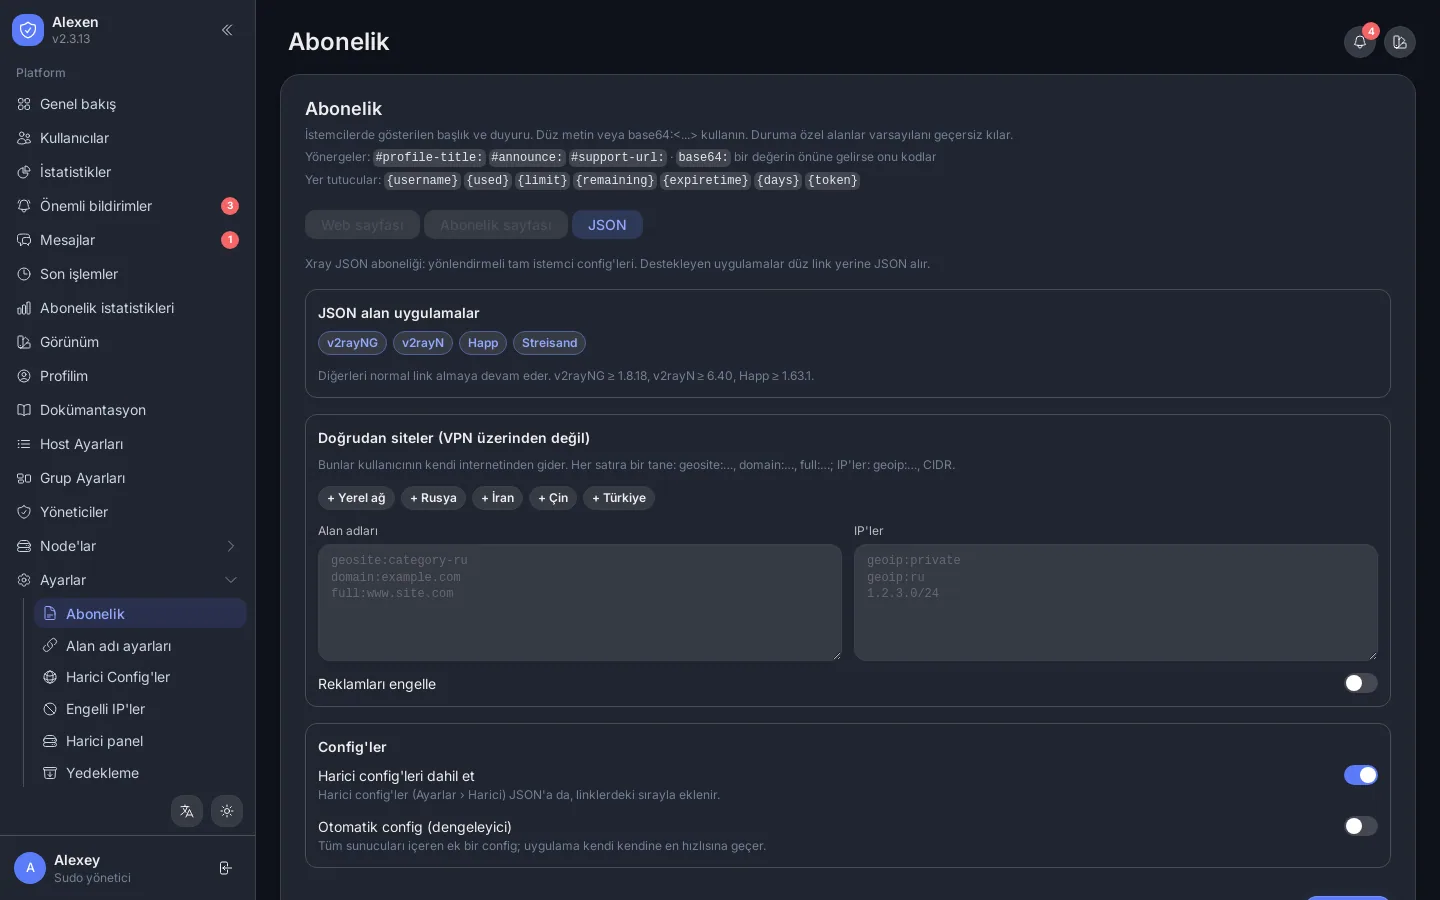 Alexen
v2.3.13
Platform
Genel bakış
Kullanıcılar
İstatistikler
Önemli bildirimler 3
Mesajlar 1
Son işlemler
Abonelik istatistikleri
Görünüm
Profilim
Dokümantasyon
Host Ayarları
Grup Ayarları
Yöneticiler
Node'lar
Ayarlar
Abonelik
Alan adı ayarları
Harici Config'ler
Engelli IP'ler
Harici panel
Yedekleme
A
Alexey
Sudo yönetici
Abonelik
4
Abonelik
İstemcilerde gösterilen başlık ve duyuru. Düz metin veya base64:<...> kullanın. Duruma özel alanlar varsayılanı geçersiz kılar.
Yönergeler: #profile-title: #announce: #support-url: · base64: bir değerin önüne gelirse onu kodlar
Yer tutucular: {username} {used} {limit} {remaining} {expiretime} {days} {token}
Web sayfası Abonelik sayfası JSON
Xray JSON aboneliği: yönlendirmeli tam istemci config'leri. Destekleyen uygulamalar düz link yerine JSON alır.
JSON alan uygulamalar
v2rayNG v2rayN Happ Streisand
Diğerleri normal link almaya devam eder. v2rayNG ≥ 1.8.18, v2rayN ≥ 6.40, Happ ≥ 1.63.1.
Doğrudan siteler (VPN üzerinden değil)
Bunlar kullanıcının kendi internetinden gider. Her satıra bir tane: geosite:..., domain:..., full:...; IP'ler: geoip:..., CIDR.
+ Yerel ağ + Rusya + İran + Çin + Türkiye
Alan adları
geosite:category-ru
domain:example.com
full:www.site.com
IP'ler
geoip:private
geoip:ru
1.2.3.0/24
Reklamları engelle
Config'ler
Harici config'leri dahil et
Harici config'ler (Ayarlar › Harici) JSON'a da, linklerdeki sırayla eklenir.
Otomatik config (dengeleyici)
Tüm sunucuları içeren ek bir config; uygulama kendi kendine en hızlısına geçer.